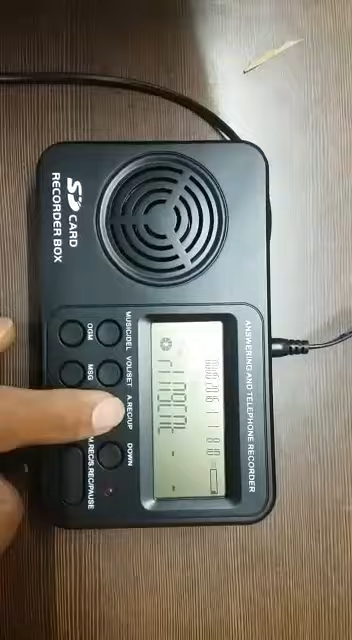 ANSWERING AND TELEPHONE RECORDER
SD CARD
RECORDER BOX
MUSIC/DEL
VOL/SET
A.REC/UP
DOWN
OGM
MSG
M.REC/S.REC/PAUSE